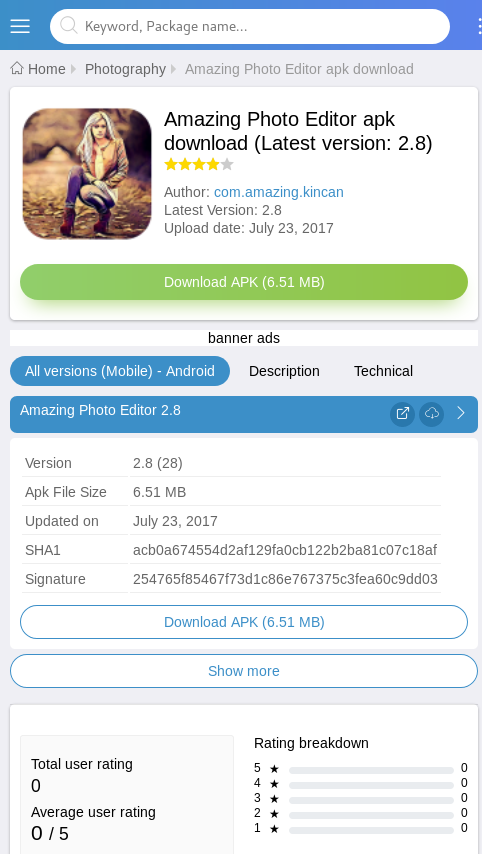 Keyword, Package name...
Home Photography Amazing Photo Editor apk download
Amazing Photo Editor apk
download (Latest version: 2.8)
Author: com.amazing.kincan
Latest Version: 2.8
Upload date: July 23, 2017
Download APK (6.51 MB)
banner ads
All versions (Mobile) - Android Description Technical
Amazing Photo Editor 2.8
Version 2.8 (28)
Apk File Size 6.51 MB
Updated on July 23, 2017
SHA1 acb0a674554d2af129fa0cb122b2ba81c07c18af
Signature 254765f85467f73d1c86e767375c3fea60c9dd03
Download APK (6.51 MB)
Show more
Total user rating
0
Average user rating
0 / 5
Rating breakdown
5 ★ 0
4 ★ 0
3 ★ 0
2 ★ 0
1 ★ 0